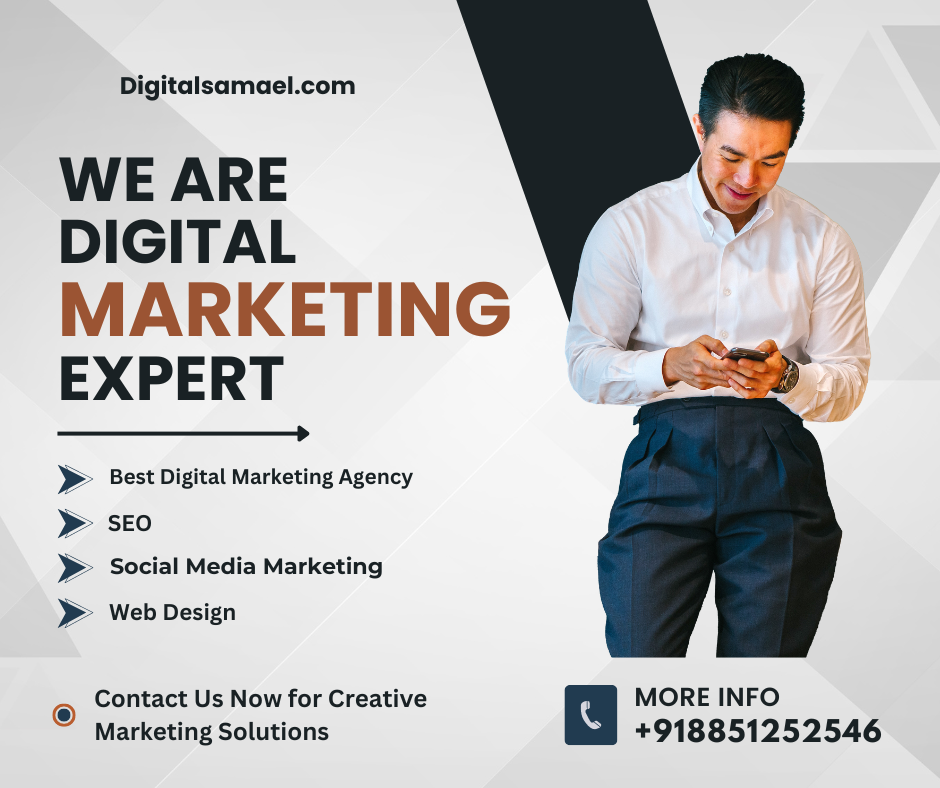 Digitalsamael.com
WE ARE
DIGITAL
MARKETING
EXPERT
Best Digital Marketing Agency
SEO
Social Media Marketing
Web Design
Contact Us Now for Creative
Marketing Solutions
MORE INFO
+918851252546